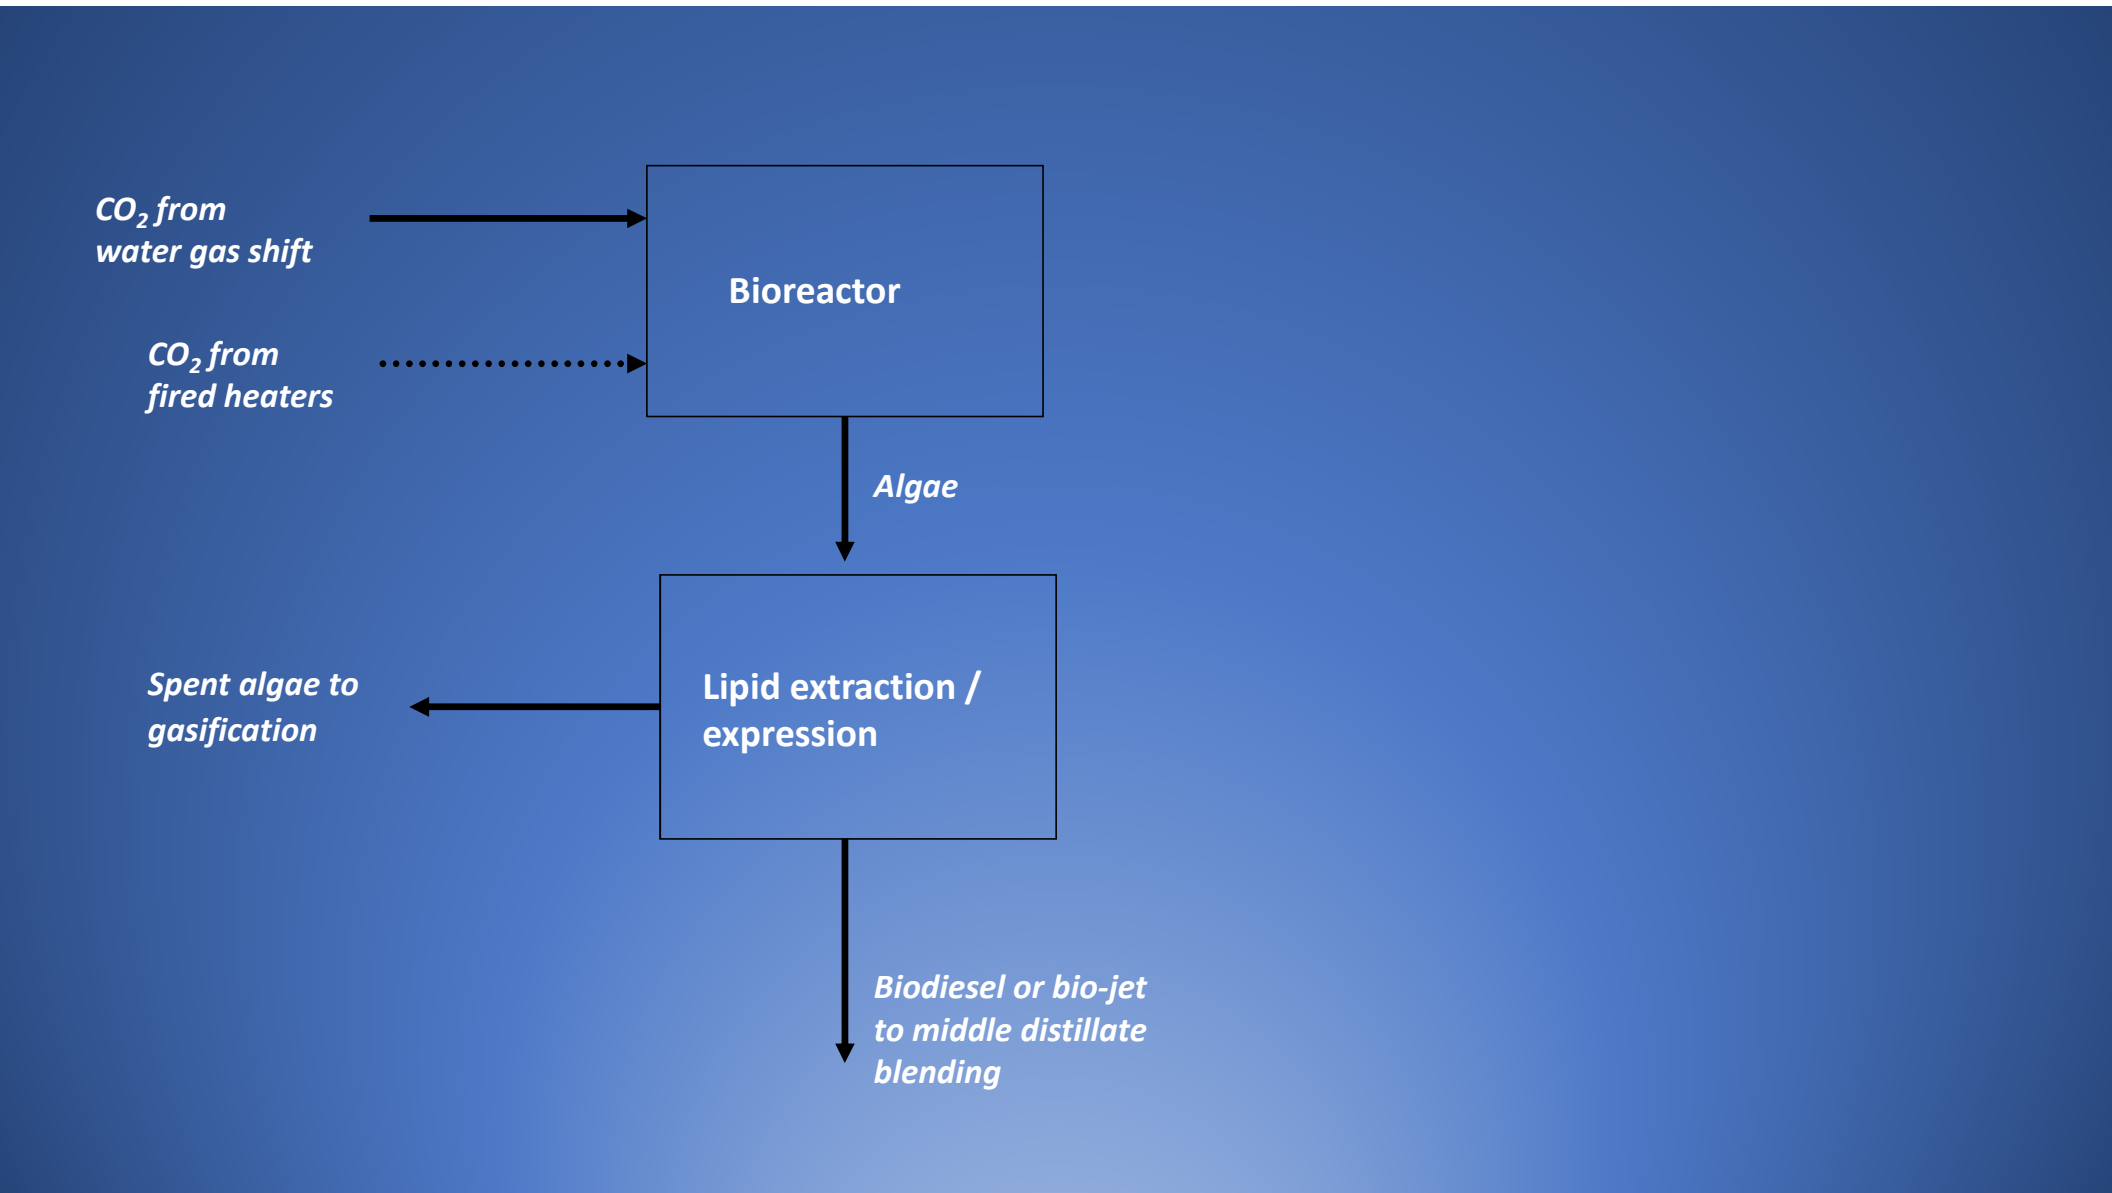 CO₂ from
water gas shift
Bioreactor
CO₂ from
fired heaters
Algae
Spent algae to
gasification
Lipid extraction /
expression
Biodiesel or bio-jet
to middle distillate
blending